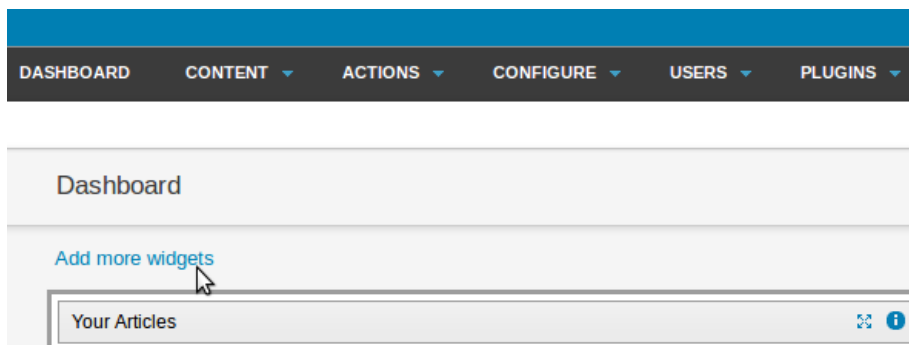 DASHBOARD CONTENT ACTIONS CONFIGURE USERS PLUGINS
Dashboard
Add more widgets
Your Articles